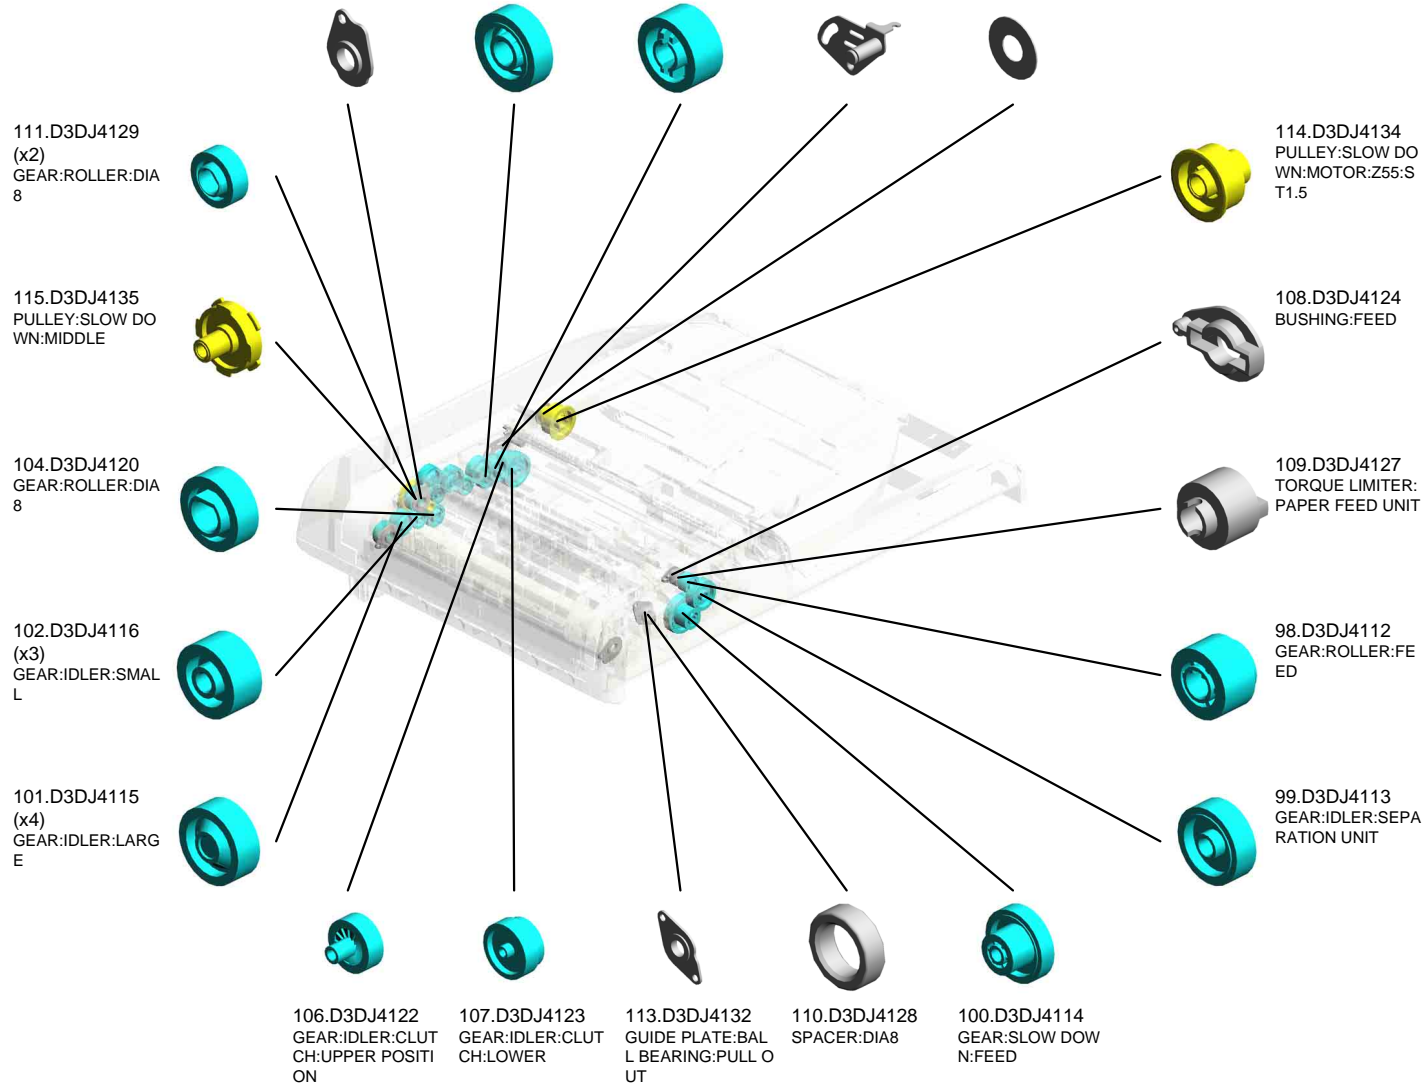 111.D3DJ4129
(x2)
GEAR:ROLLER:DIA
8
115.D3DJ4135
PULLEY:SLOW DO
WN:MIDDLE
104.D3DJ4120
GEAR:ROLLER:DIA
8
102.D3DJ4116
(x3)
GEAR:IDLER:SMAL
L
101.D3DJ4115
(x4)
GEAR:IDLER:LARG
E
106.D3DJ4122
GEAR:IDLER:CLUT
CH:UPPER POSITI
ON
107.D3DJ4123
GEAR:IDLER:CLUT
CH:LOWER
113.D3DJ4132
GUIDE PLATE:BAL
L BEARING:PULL O
UT
110.D3DJ4128
SPACER:DIA8
100.D3DJ4114
GEAR:SLOW DOW
N:FEED
114.D3DJ4134
PULLEY:SLOW DO
WN:MOTOR:Z55:S
T1.5
108.D3DJ4124
BUSHING:FEED
109.D3DJ4127
TORQUE LIMITER:
PAPER FEED UNIT
98.D3DJ4112
GEAR:ROLLER:FE
ED
99.D3DJ4113
GEAR:IDLER:SEPA
RATION UNIT